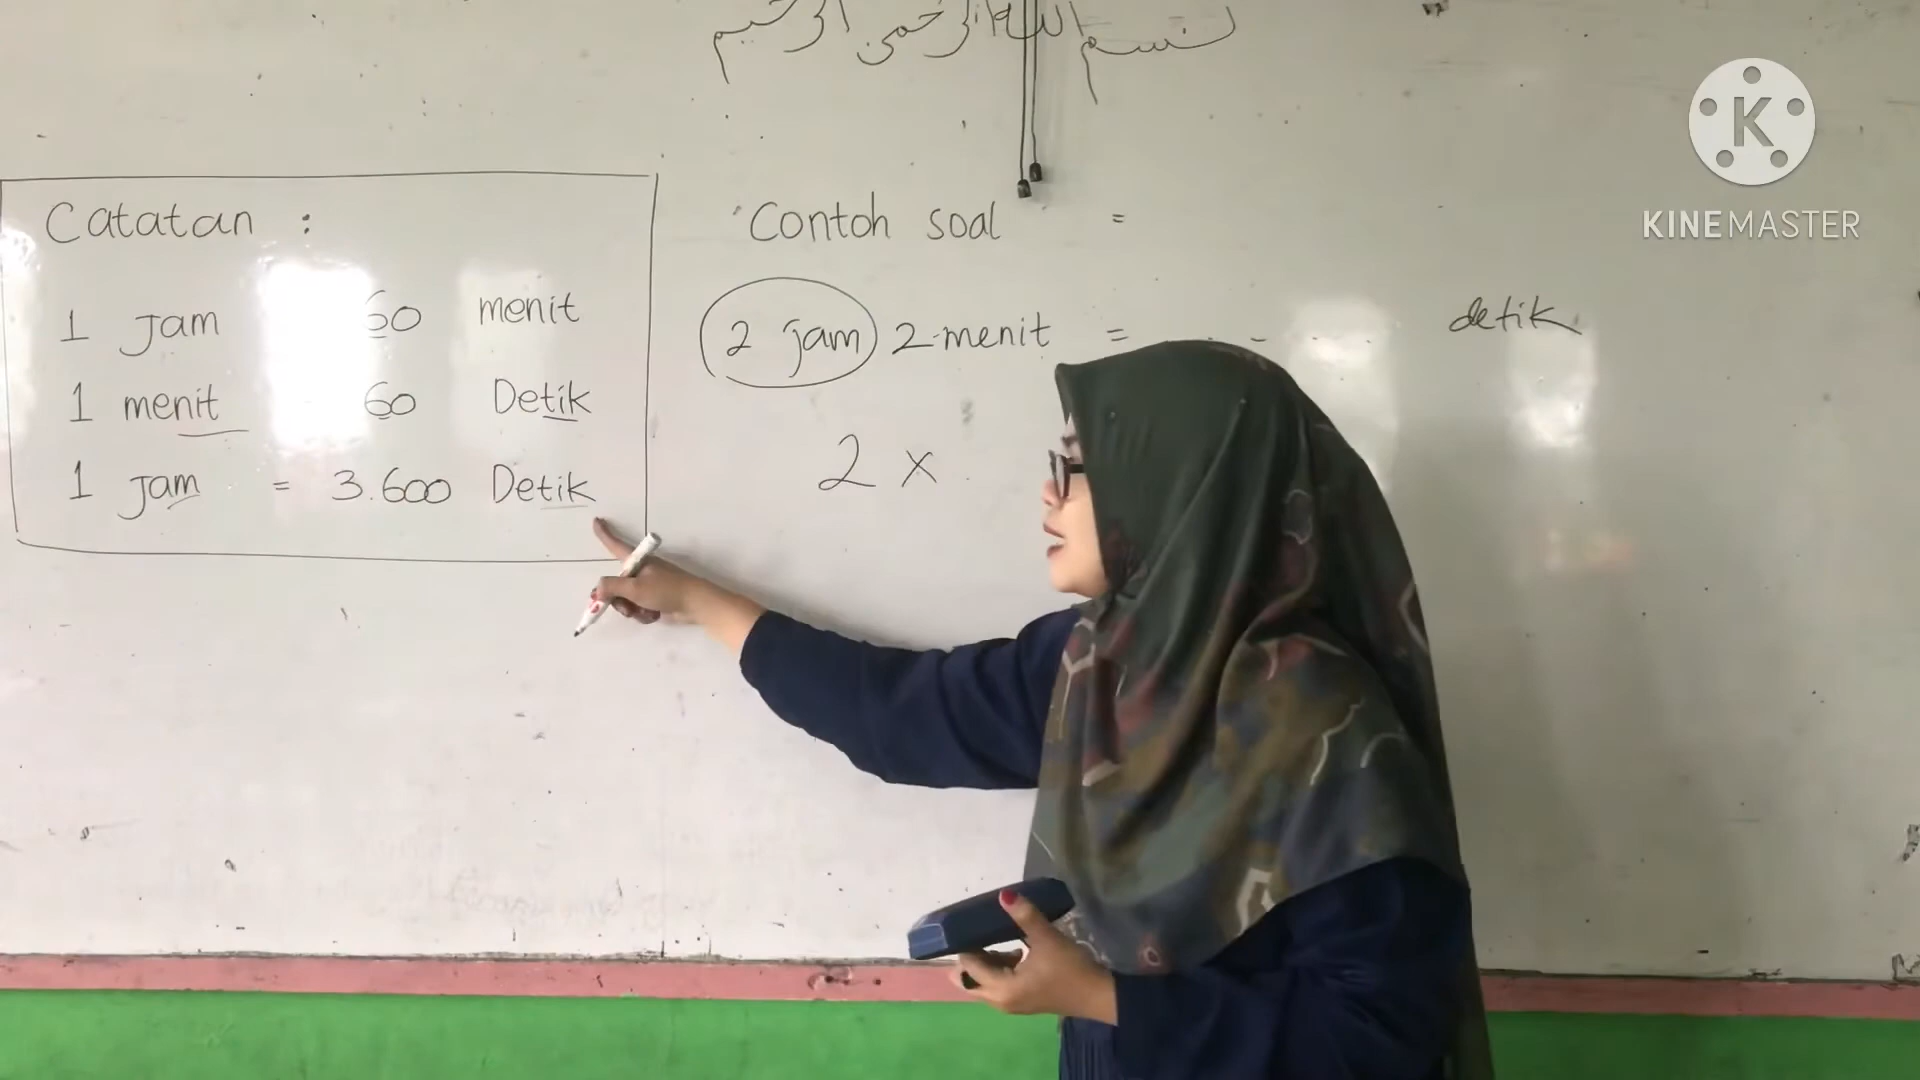 بسم الله الرحمن الرحيم
KINEMASTER
Catatan :
1 Jam 60 menit
1 menit = 60 Detik
1 Jam = 3.600 Detik
Contoh soal =
2 jam 2 menit = . - - . detik
2 x